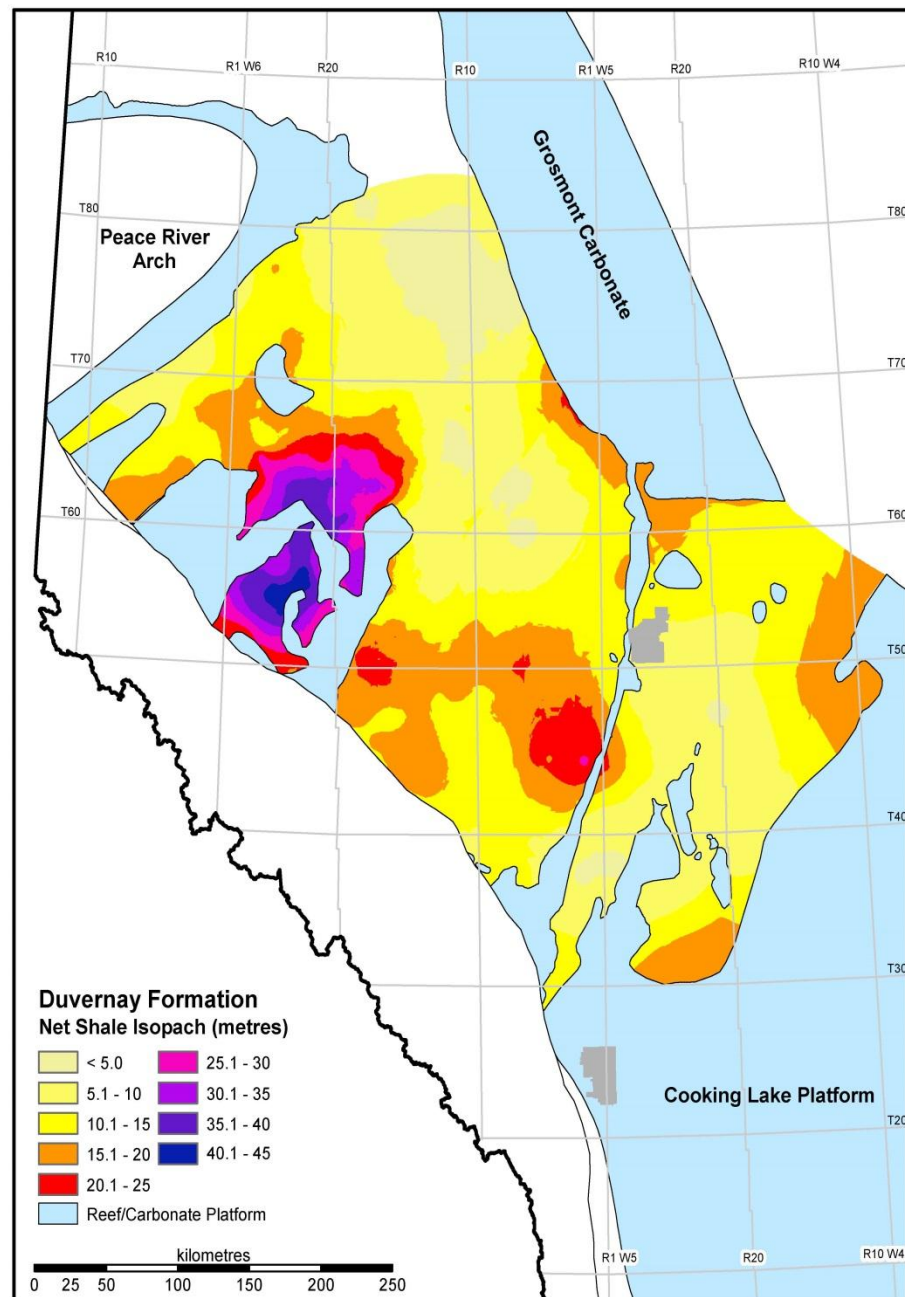 R10
R1 W6
R20
R10
R1 W5
R20
R10 W4
Grosmont Carbonate
T80
T80
Peace River
Arch
T70
T70
T60
T60
T50
T40
T30
Duvernay Formation
Net Shale Isopach (metres)
< 5.0
25.1 - 30
5.1 - 10
30.1 - 35
10.1 - 15
35.1 - 40
15.1 - 20
40.1 - 45
20.1 - 25
Reef/Carbonate Platform
Cooking Lake Platform
T20
kilometres
0 25 50 100 150 200 250
R1 W5
R20
R10 W4